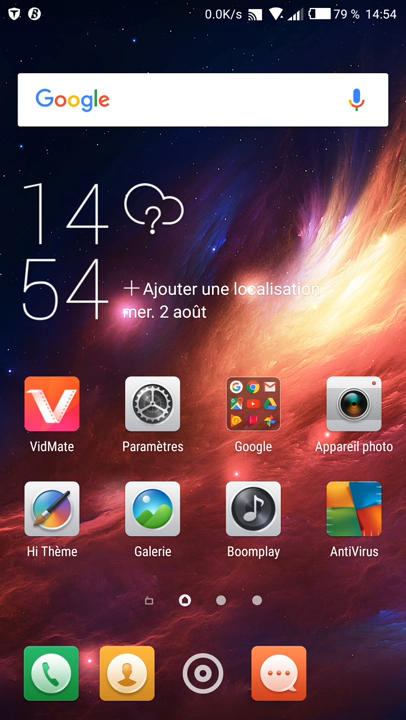 0.0K/s 79 % 14:54
Google
14
54
Ajouter une localisation
mer. 2 août
VidMate Paramètres Google Appareil photo
Hi Thème Galerie Boomplay AntiVirus